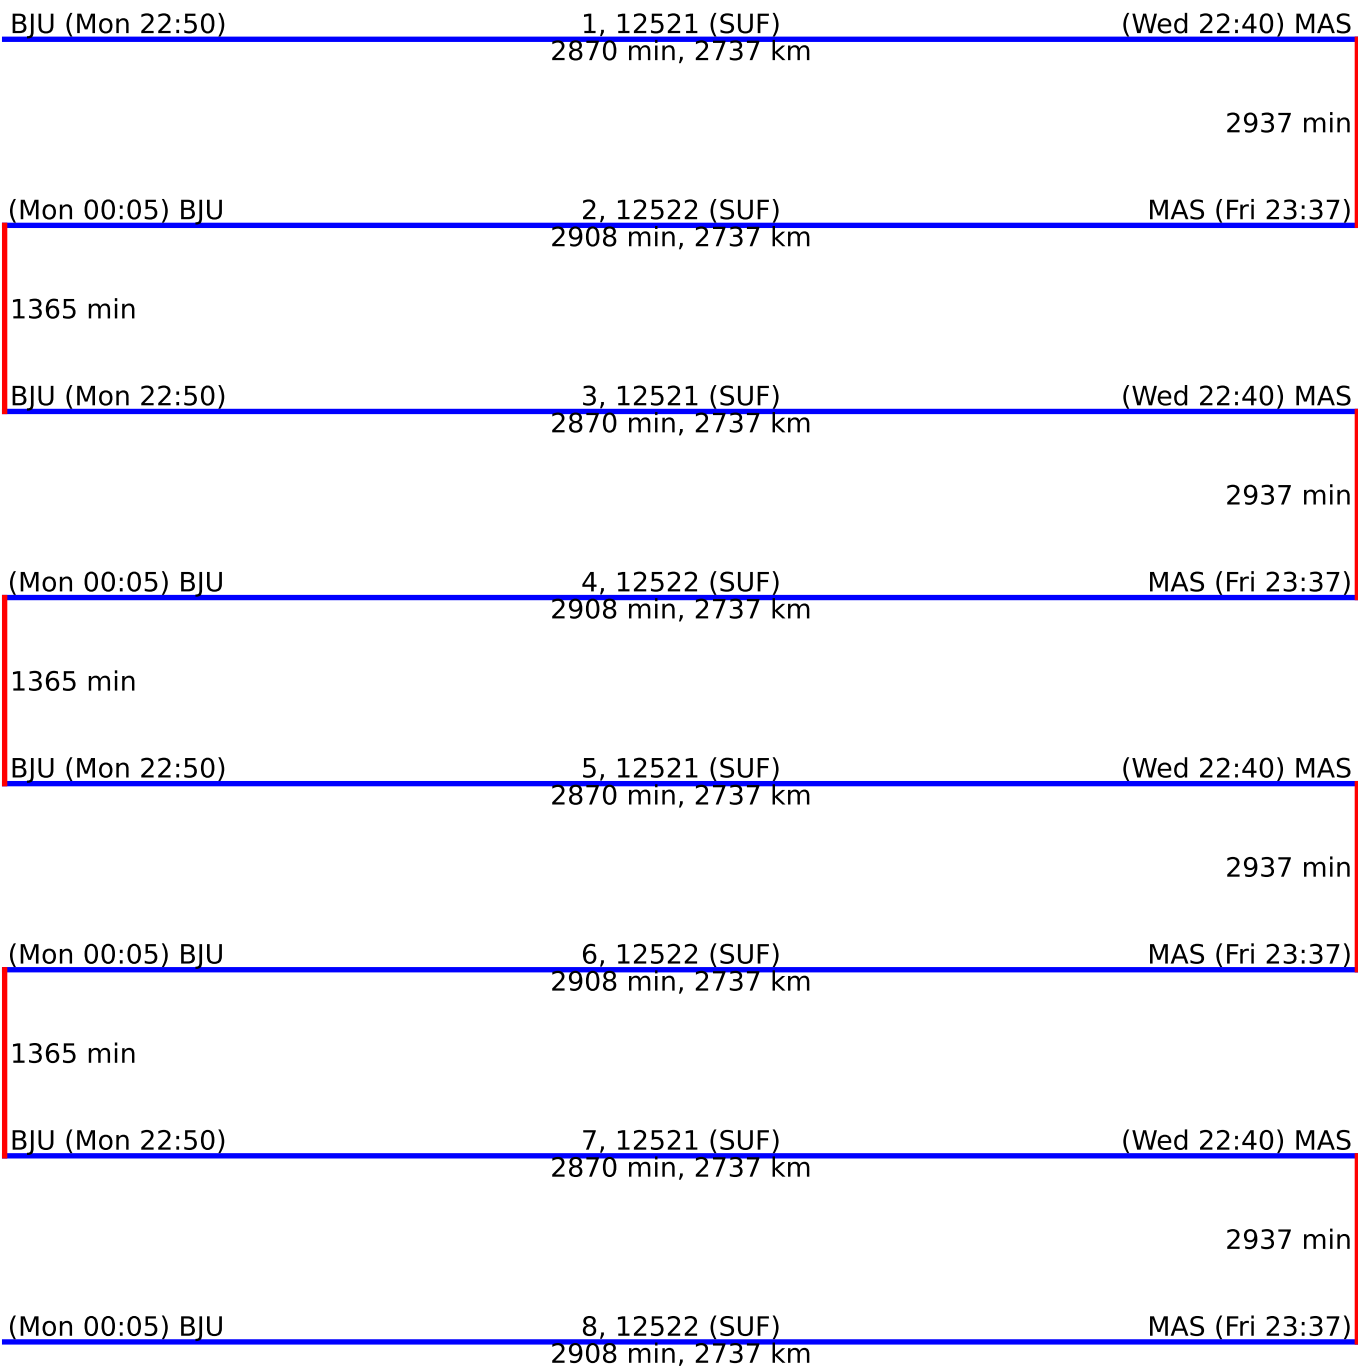 BJU (Mon 22:50) 1, 12521 (SUF) (Wed 22:40) MAS
2870 min, 2737 km
2937 min
(Mon 00:05) BJU 2, 12522 (SUF) MAS (Fri 23:37)
2908 min, 2737 km
1365 min
BJU (Mon 22:50) 3, 12521 (SUF) (Wed 22:40) MAS
2870 min, 2737 km
2937 min
(Mon 00:05) BJU 4, 12522 (SUF) MAS (Fri 23:37)
2908 min, 2737 km
1365 min
BJU (Mon 22:50) 5, 12521 (SUF) (Wed 22:40) MAS
2870 min, 2737 km
2937 min
(Mon 00:05) BJU 6, 12522 (SUF) MAS (Fri 23:37)
2908 min, 2737 km
1365 min
BJU (Mon 22:50) 7, 12521 (SUF) (Wed 22:40) MAS
2870 min, 2737 km
2937 min
(Mon 00:05) BJU 8, 12522 (SUF) MAS (Fri 23:37)
2908 min, 2737 km